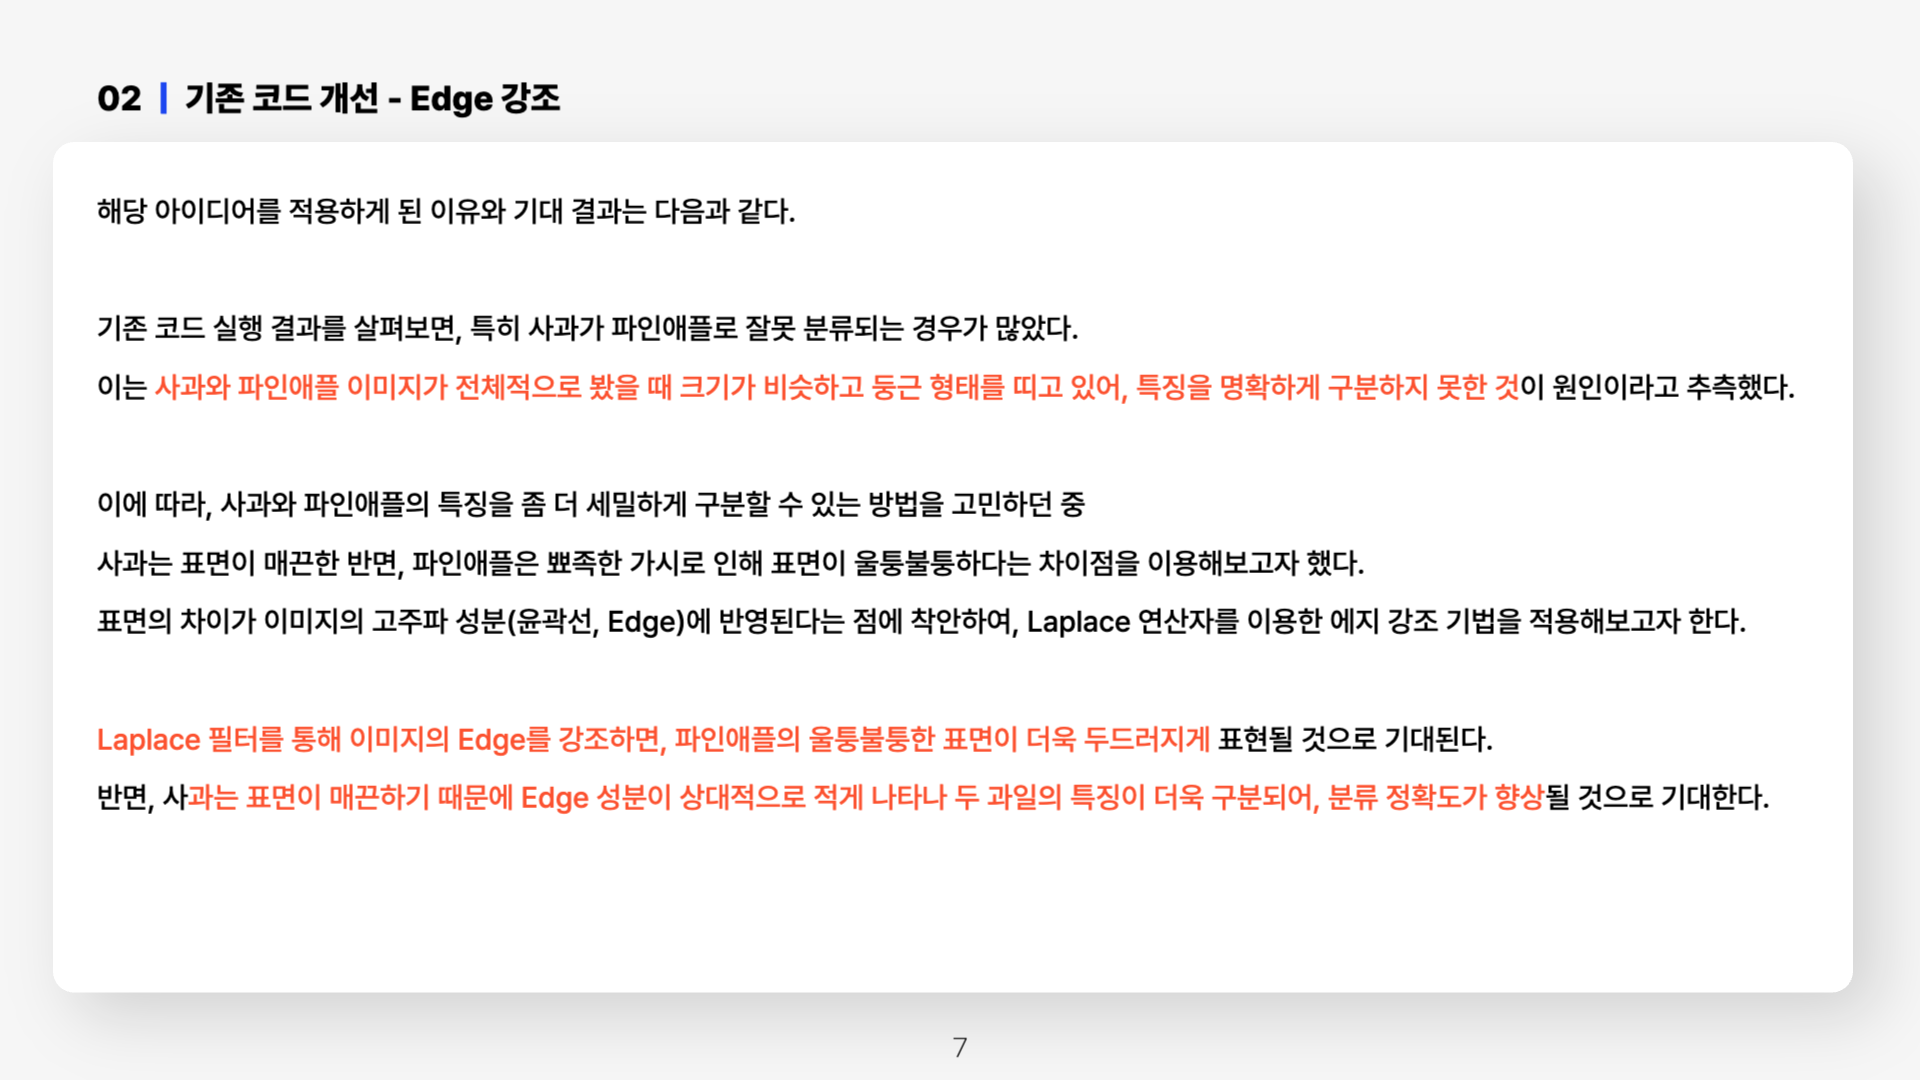 02 | 기존 코드 개선 - Edge 강조
해당 아이디어를 적용하게 된 이유와 기대 결과는 다음과 같다.
기존 코드 실행 결과를 살펴보면, 특히 사과가 파인애플로 잘못 분류되는 경우가 많았다.
이는 사과와 파인애플 이미지가 전체적으로 봤을 때 크기가 비슷하고 둥근 형태를 띠고 있어, 특징을 명확하게 구분하지 못한 것이 원인이라고 추측했다.
이에 따라, 사과와 파인애플의 특징을 좀 더 세밀하게 구분할 수 있는 방법을 고민하던 중
사과는 표면이 매끈한 반면, 파인애플은 뾰족한 가시로 인해 표면이 울퉁불퉁하다는 차이점을 이용해보고자 했다.
표면의 차이가 이미지의 고주파 성분(윤곽선, Edge)에 반영된다는 점에 착안하여, Laplace 연산자를 이용한 에지 강조 기법을 적용해보고자 한다.
Laplace 필터를 통해 이미지의 Edge를 강조하면, 파인애플의 울퉁불퉁한 표면이 더욱 두드러지게 표현될 것으로 기대된다.
반면, 사과는 표면이 매끈하기 때문에 Edge 성분이 상대적으로 적게 나타나 두 과일의 특징이 더욱 구분되어, 분류 정확도가 향상될 것으로 기대한다.
7